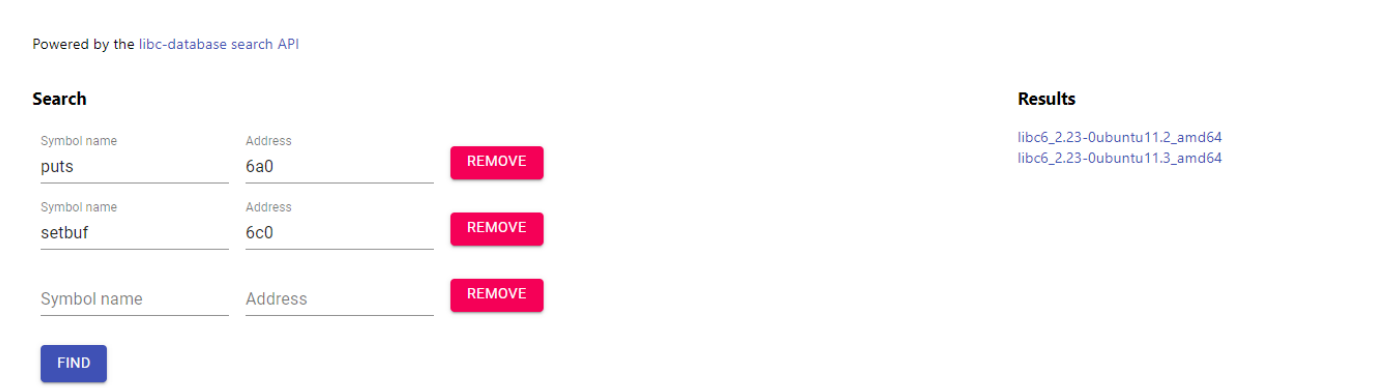 Powered by the libc-database search API
Search
Symbol name Address
puts 6a0 REMOVE
Symbol name Address
setbuf 6c0 REMOVE
Symbol name Address REMOVE
FIND
Results
libc6_2.23-0ubuntu11.2_amd64
libc6_2.23-0ubuntu11.3_amd64